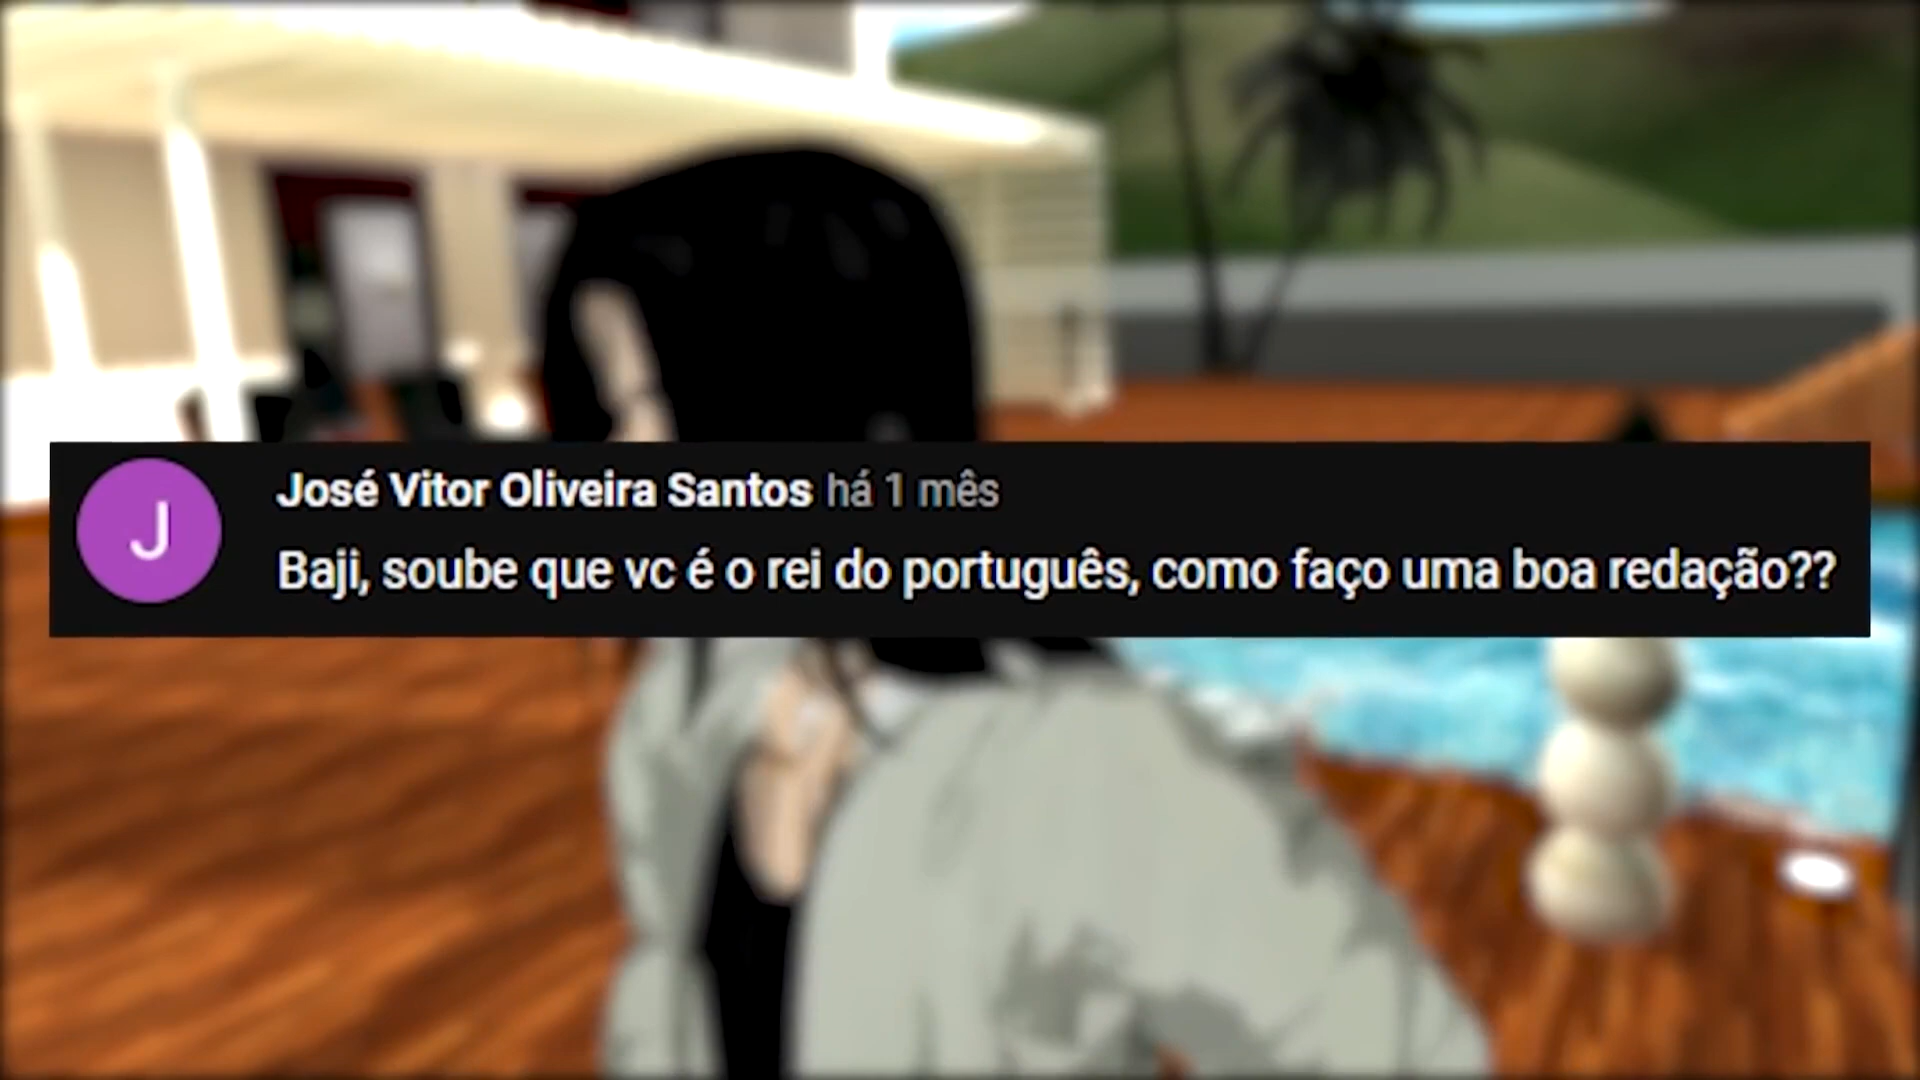 J
José Vitor Oliveira Santos há 1 mês
Baji, soube que vc é o rei do português, como faço uma boa redação??